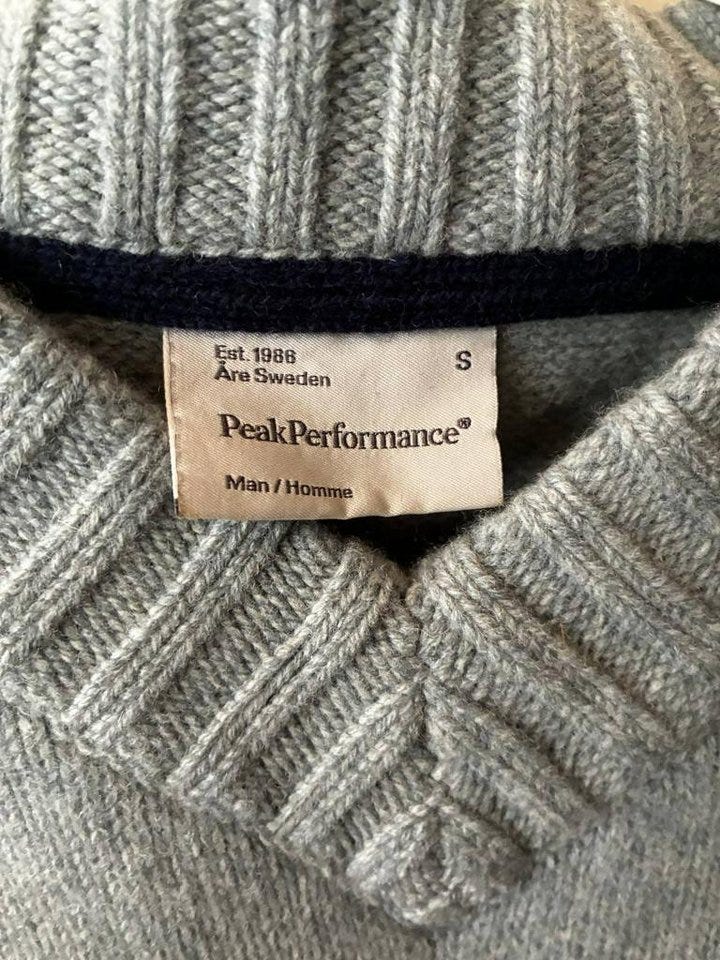 Est. 1986
Åre Sweden
S
PeakPerformance®
Man / Homme